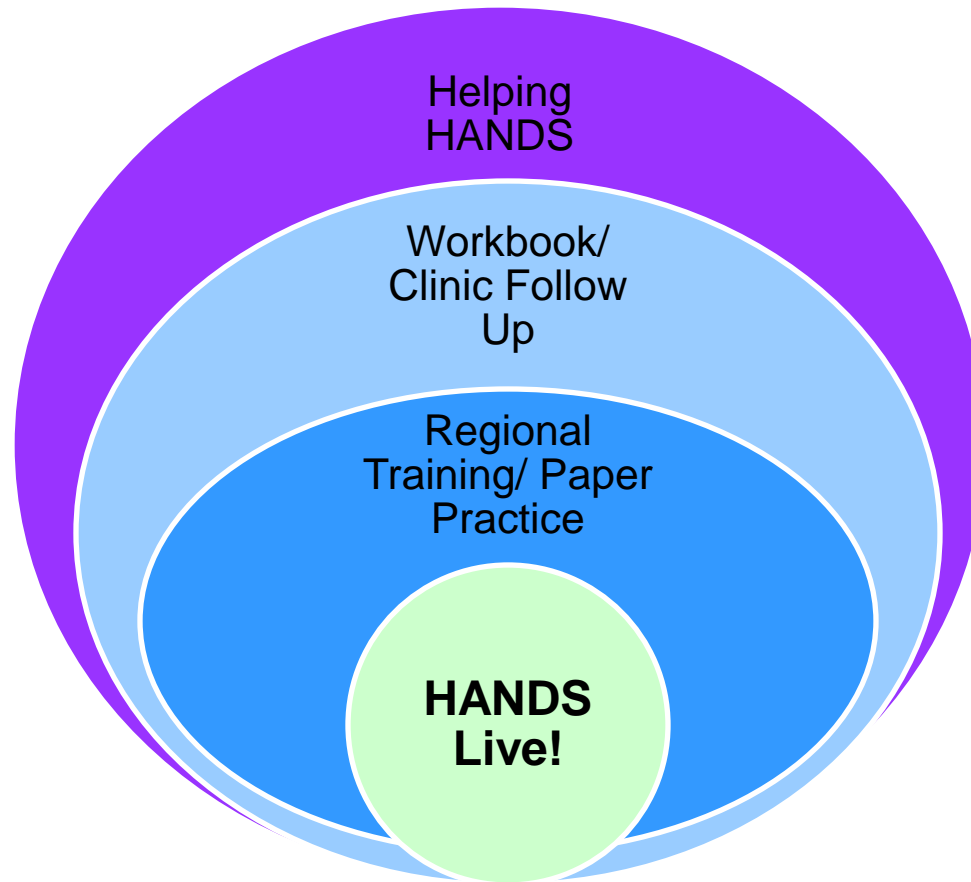 Helping
HANDS
Workbook/
Clinic Follow
Up
Regional
Training/ Paper
Practice
HANDS
Live!